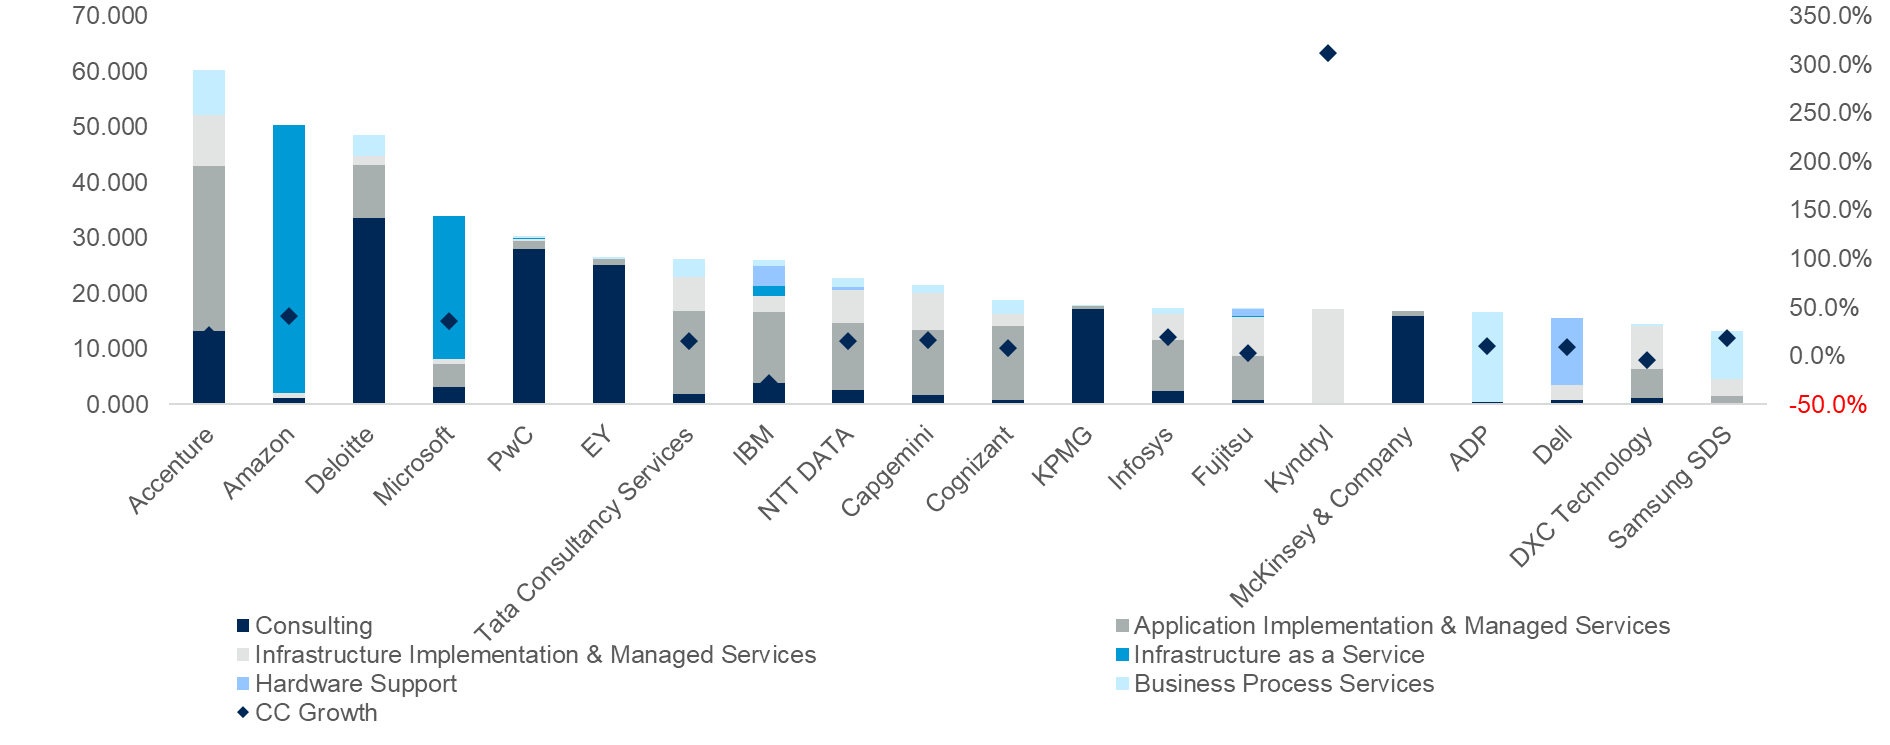 70.000
60.000
50.000
40.000
30.000
20.000
10.000
0.000
350.0%
300.0%
250.0%
200.0%
150.0%
100.0%
50.0%
0.0%
-50.0%
Accenture
Amazon
Deloitte
Microsoft
PwC
EY
Tata Consultancy Services
IBM
NTT DATA
Capgemini
Cognizant
KPMG
Infosys
Fujitsu
Kyndryl
McKinsey & Company
ADP
Dell
DXC Technology
Samsung SDS
Consulting
Application Implementation & Managed Services
Infrastructure Implementation & Managed Services
Infrastructure as a Service
Hardware Support
Business Process Services
CC Growth